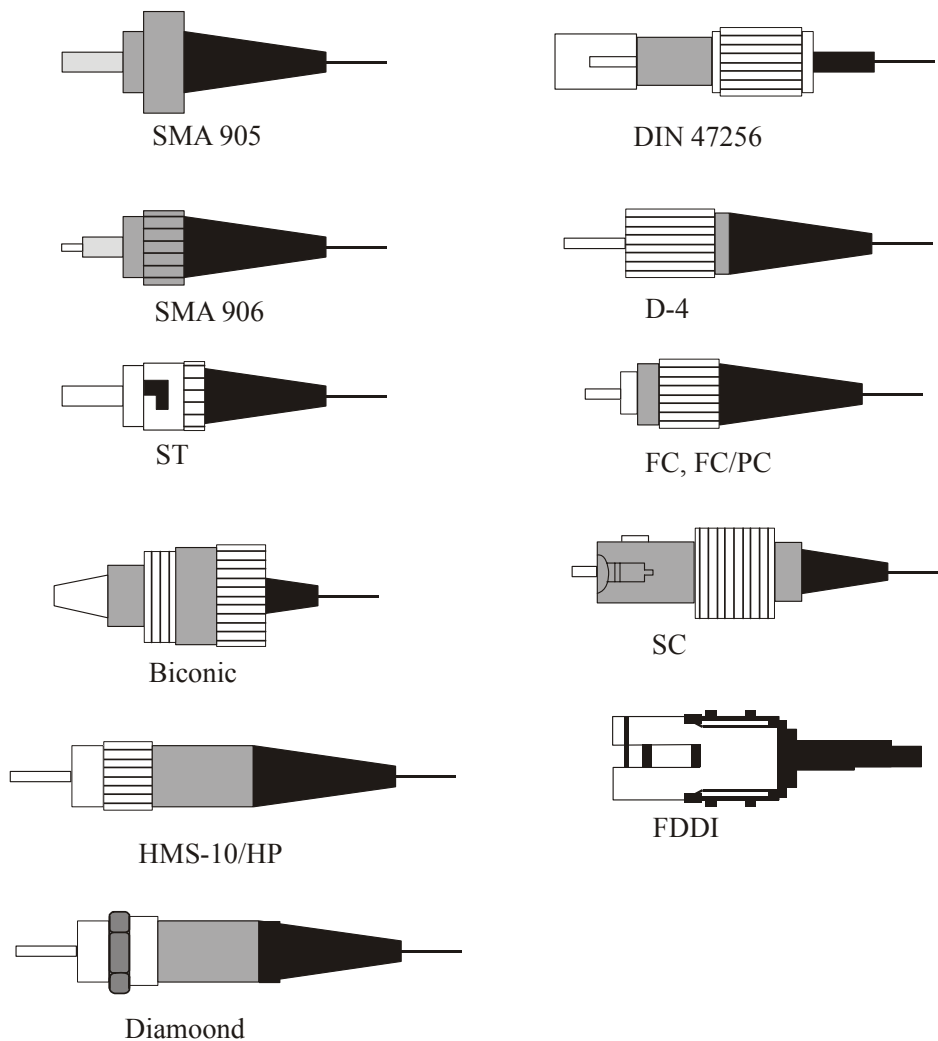 SMA 905
DIN 47256
SMA 906
D-4
ST
FC, FC/PC
Biconic
SC
HMS-10/HP
FDDI
Diamoond